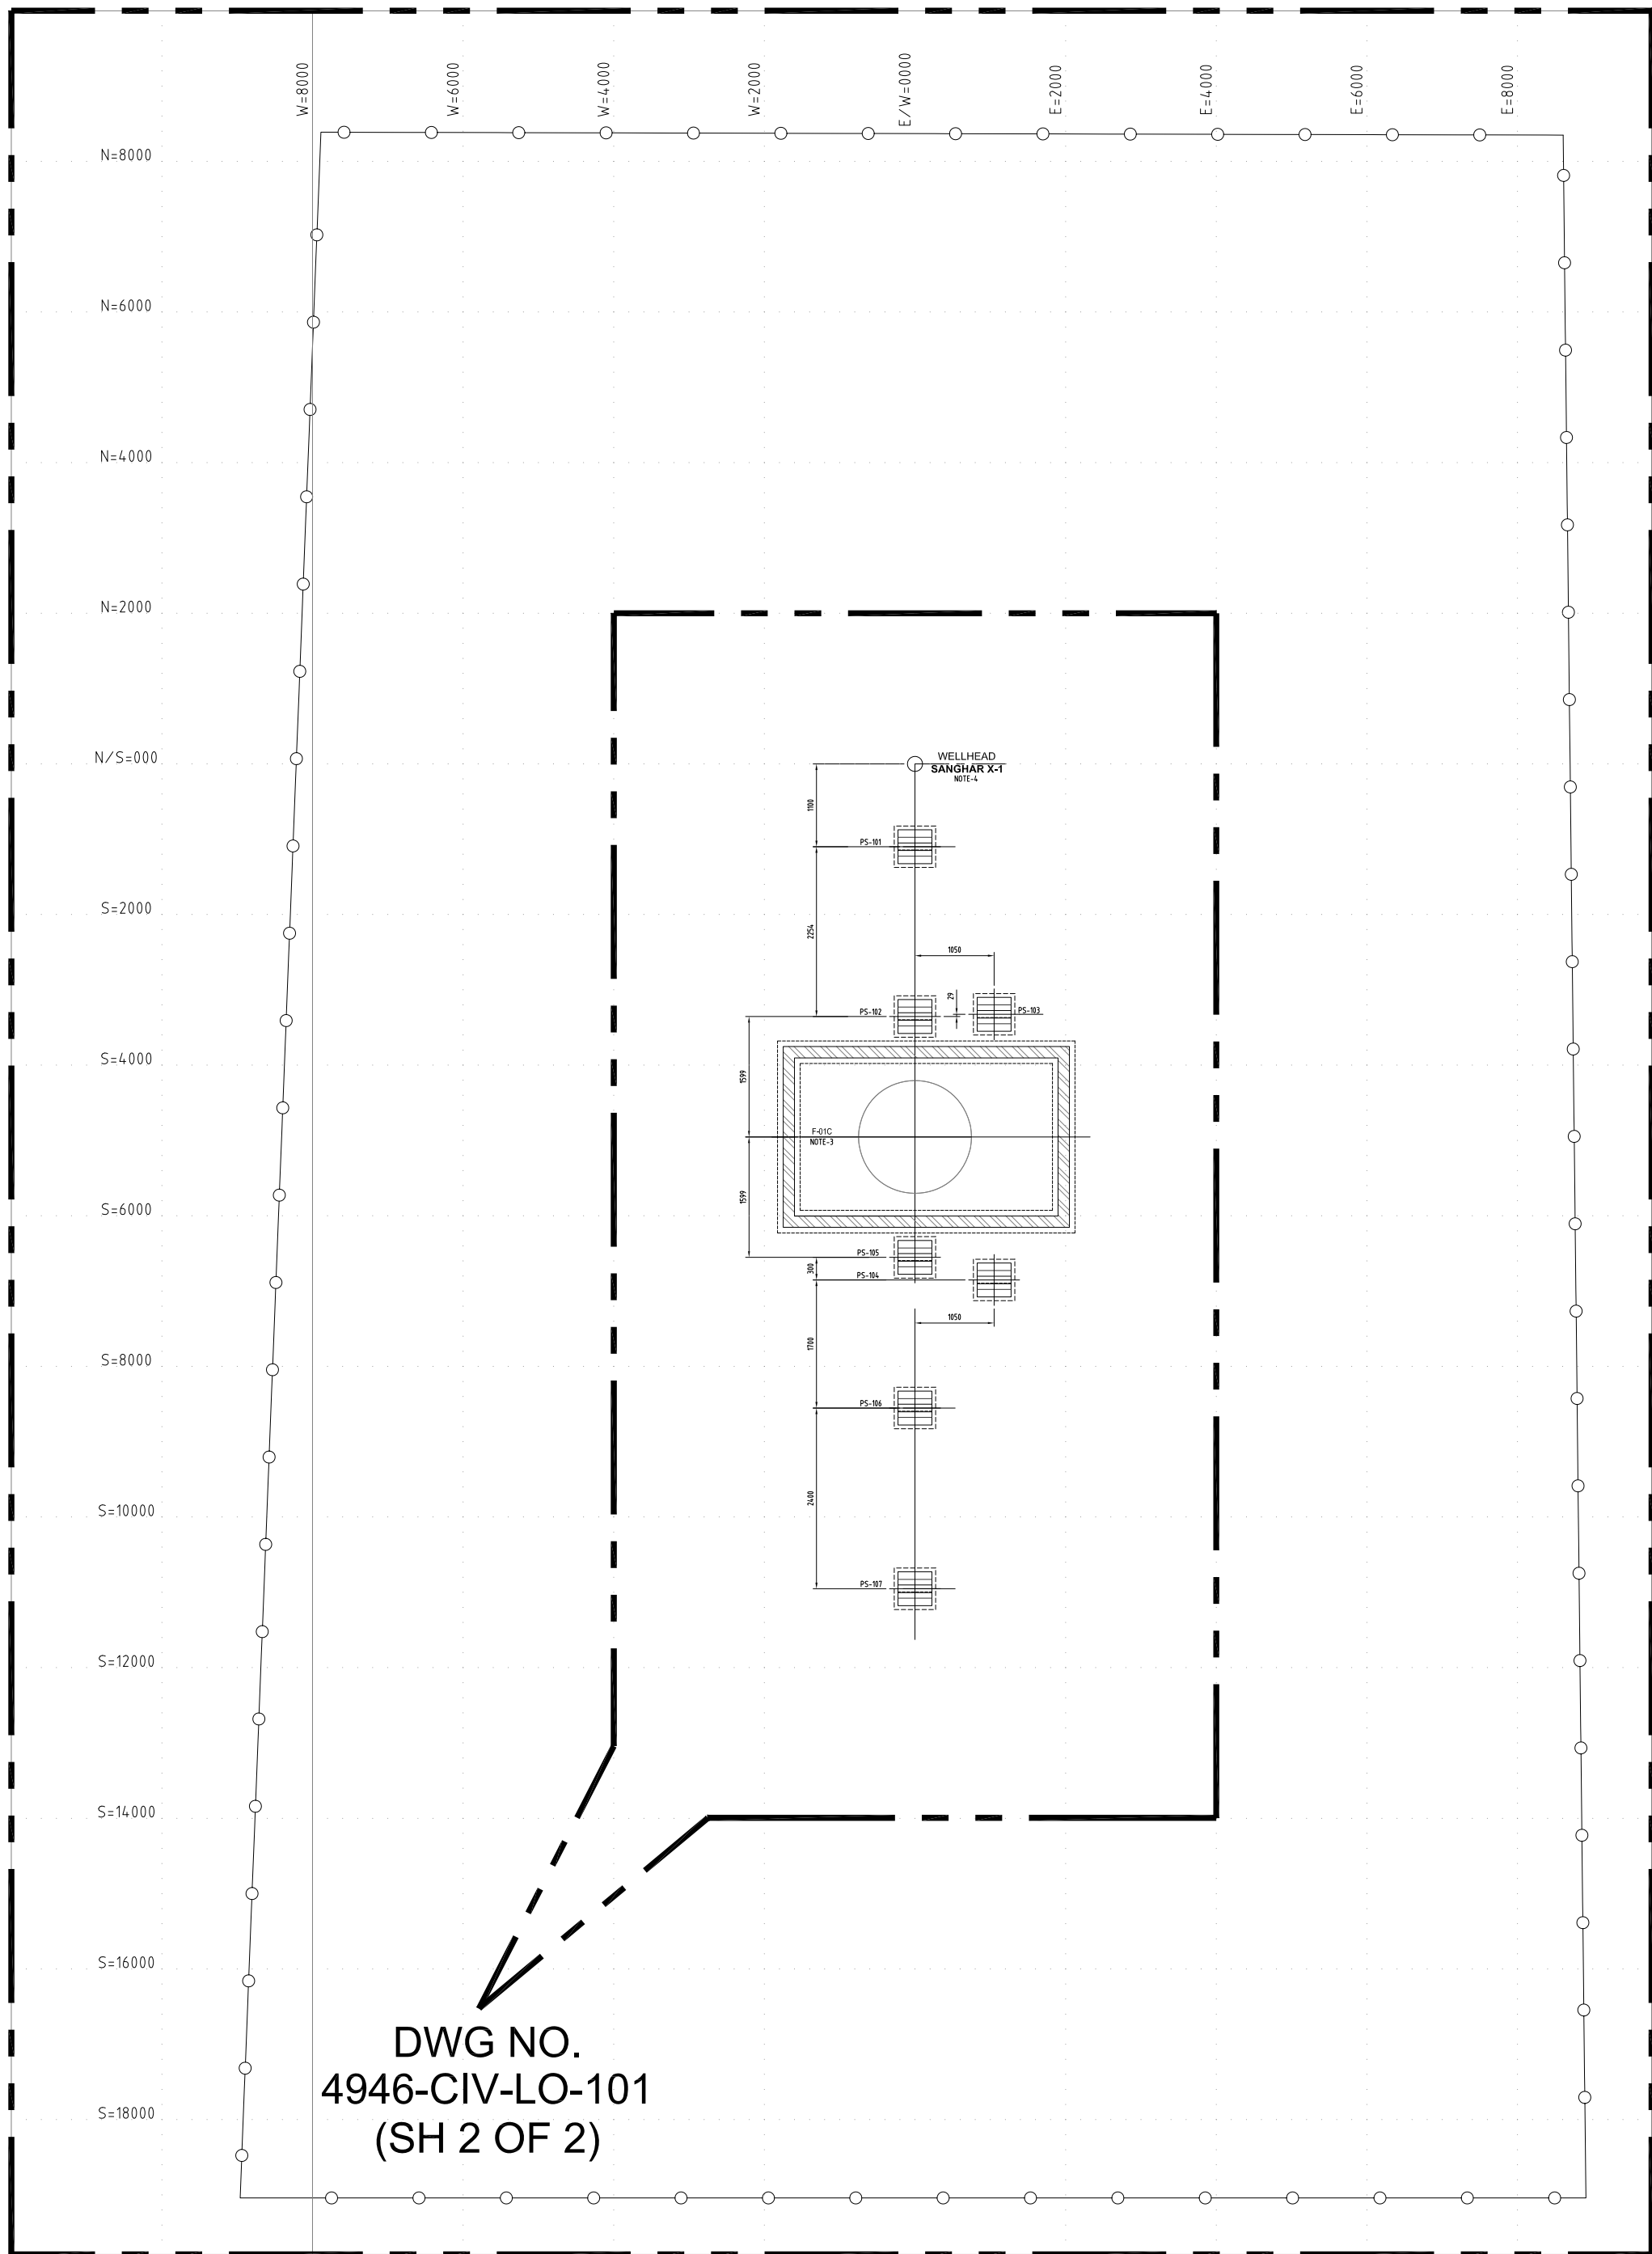 W=8000
W=6000
W=4000
W=2000
E/W=0000
E=2000
E=4000
E=6000
E=8000
N=8000
N=6000
N=4000
N=2000
N/S=000
WELLHEAD
SANGHAR X-1
NOTE-4
1100
PS-101
S=2000
2254
1050
29
PS-102
PS-103
S=4000
1599
F-01C
NOTE-3
1599
S=6000
PS-105
300
PS-104
1050
1700
S=8000
PS-106
2400
S=10000
PS-107
S=12000
S=14000
S=16000
DWG NO.
4946-CIV-LO-101
(SH 2 OF 2)
S=18000